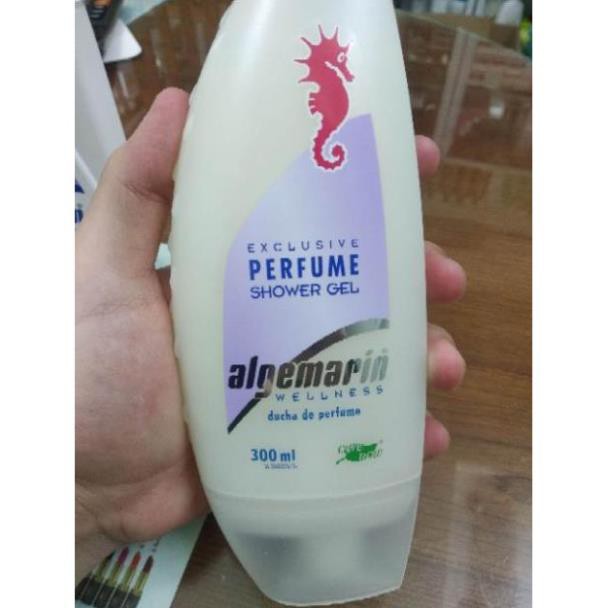 EXCLUSIVE
PERFUME
SHOWER GEL
algemarin
WELLNESS
ducha de perfume
300 ml